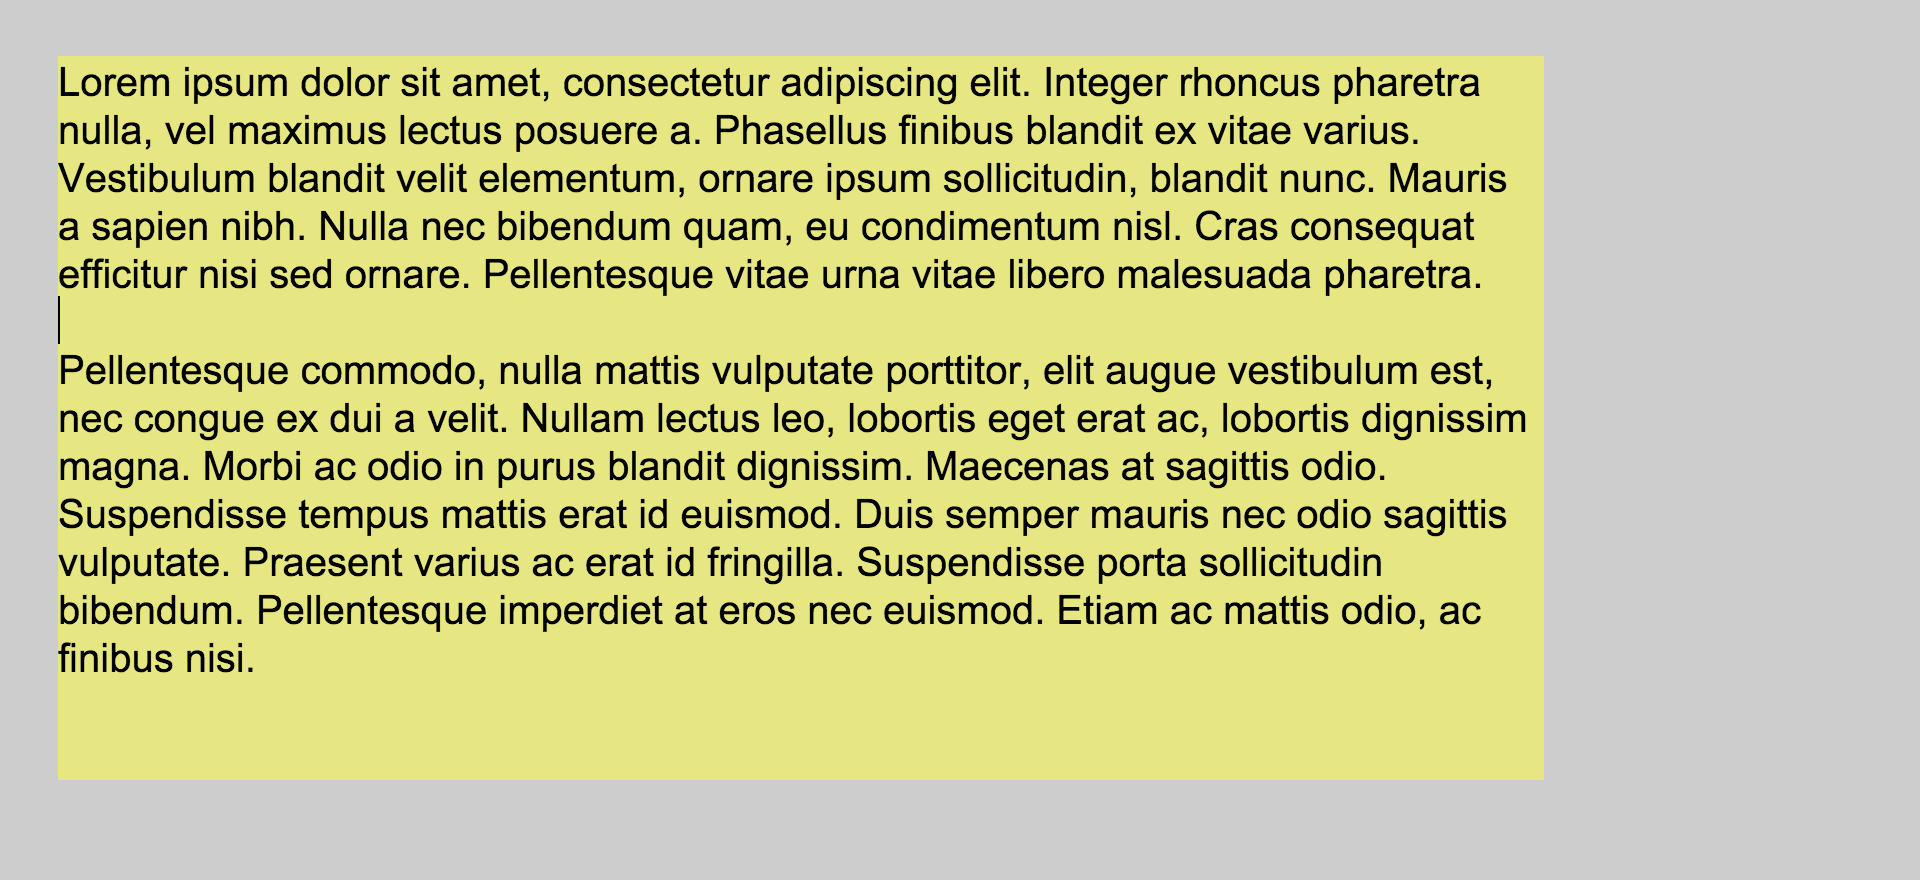 Lorem ipsum dolor sit amet, consectetur adipiscing elit. Integer rhoncus pharetra
nulla, vel maximus lectus posuere a. Phasellus finibus blandit ex vitae varius.
Vestibulum blandit velit elementum, ornare ipsum sollicitudin, blandit nunc. Mauris
a sapien nibh. Nulla nec bibendum quam, eu condimentum nisl. Cras consequat
efficitur nisi sed ornare. Pellentesque vitae urna vitae libero malesuada pharetra.
Pellentesque commodo, nulla mattis vulputate porttitor, elit augue vestibulum est,
nec congue ex dui a velit. Nullam lectus leo, lobortis eget erat ac, lobortis dignissim
magna. Morbi ac odio in purus blandit dignissim. Maecenas at sagittis odio.
Suspendisse tempus mattis erat id euismod. Duis semper mauris nec odio sagittis
vulputate. Praesent varius ac erat id fringilla. Suspendisse porta sollicitudin
bibendum. Pellentesque imperdiet at eros nec euismod. Etiam ac mattis odio, ac
finibus nisi.